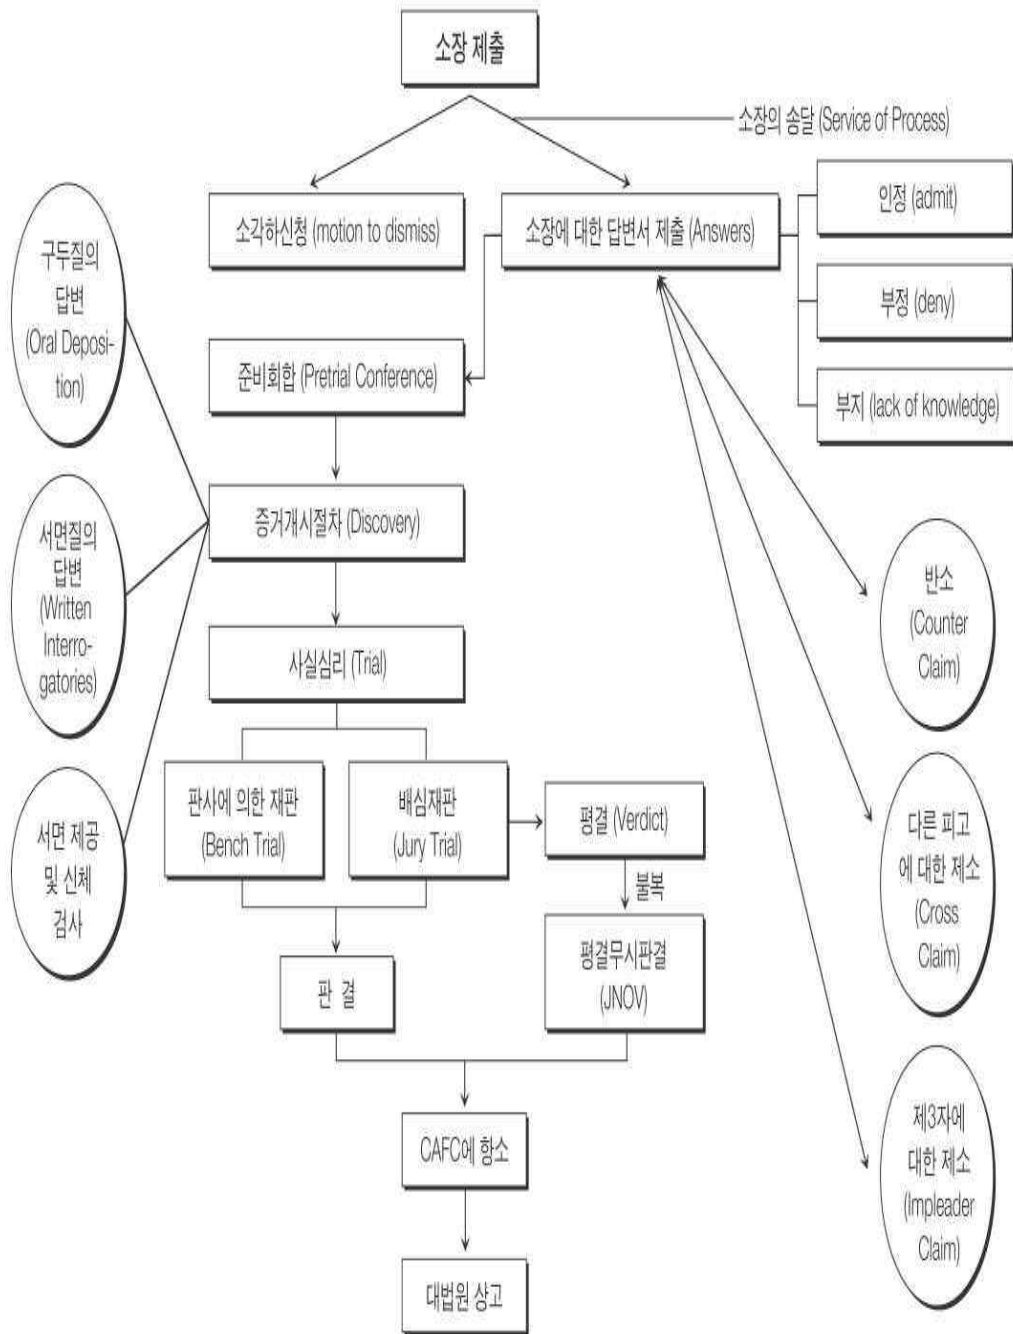 소장 제출
소장의 송달 (Service of Process)
소각하신청 (motion to dismiss)
소장에 대한 답변서 제출 (Answers)
인정 (admit)
부정 (deny)
부지 (lack of knowledge)
구두질의
답변
(Oral Deposi-
tion)
준비회합 (Pretrial Conference)
서면질의
답변
(Written
Interro-
gatories)
증거개시절차 (Discovery)
반소
(Counter
Claim)
사실심리 (Trial)
서면 제공
및 신체
검사
판사에 의한 재판
(Bench Trial)
배심재판
(Jury Trial)
평결 (Verdict)
불복
평결무시판결
(JNOV)
다른 피고
에 대한 제소
(Cross
Claim)
판 결
CAFC에 항소
제3자에
대한 제소
(Impleader
Claim)
대법원 상고